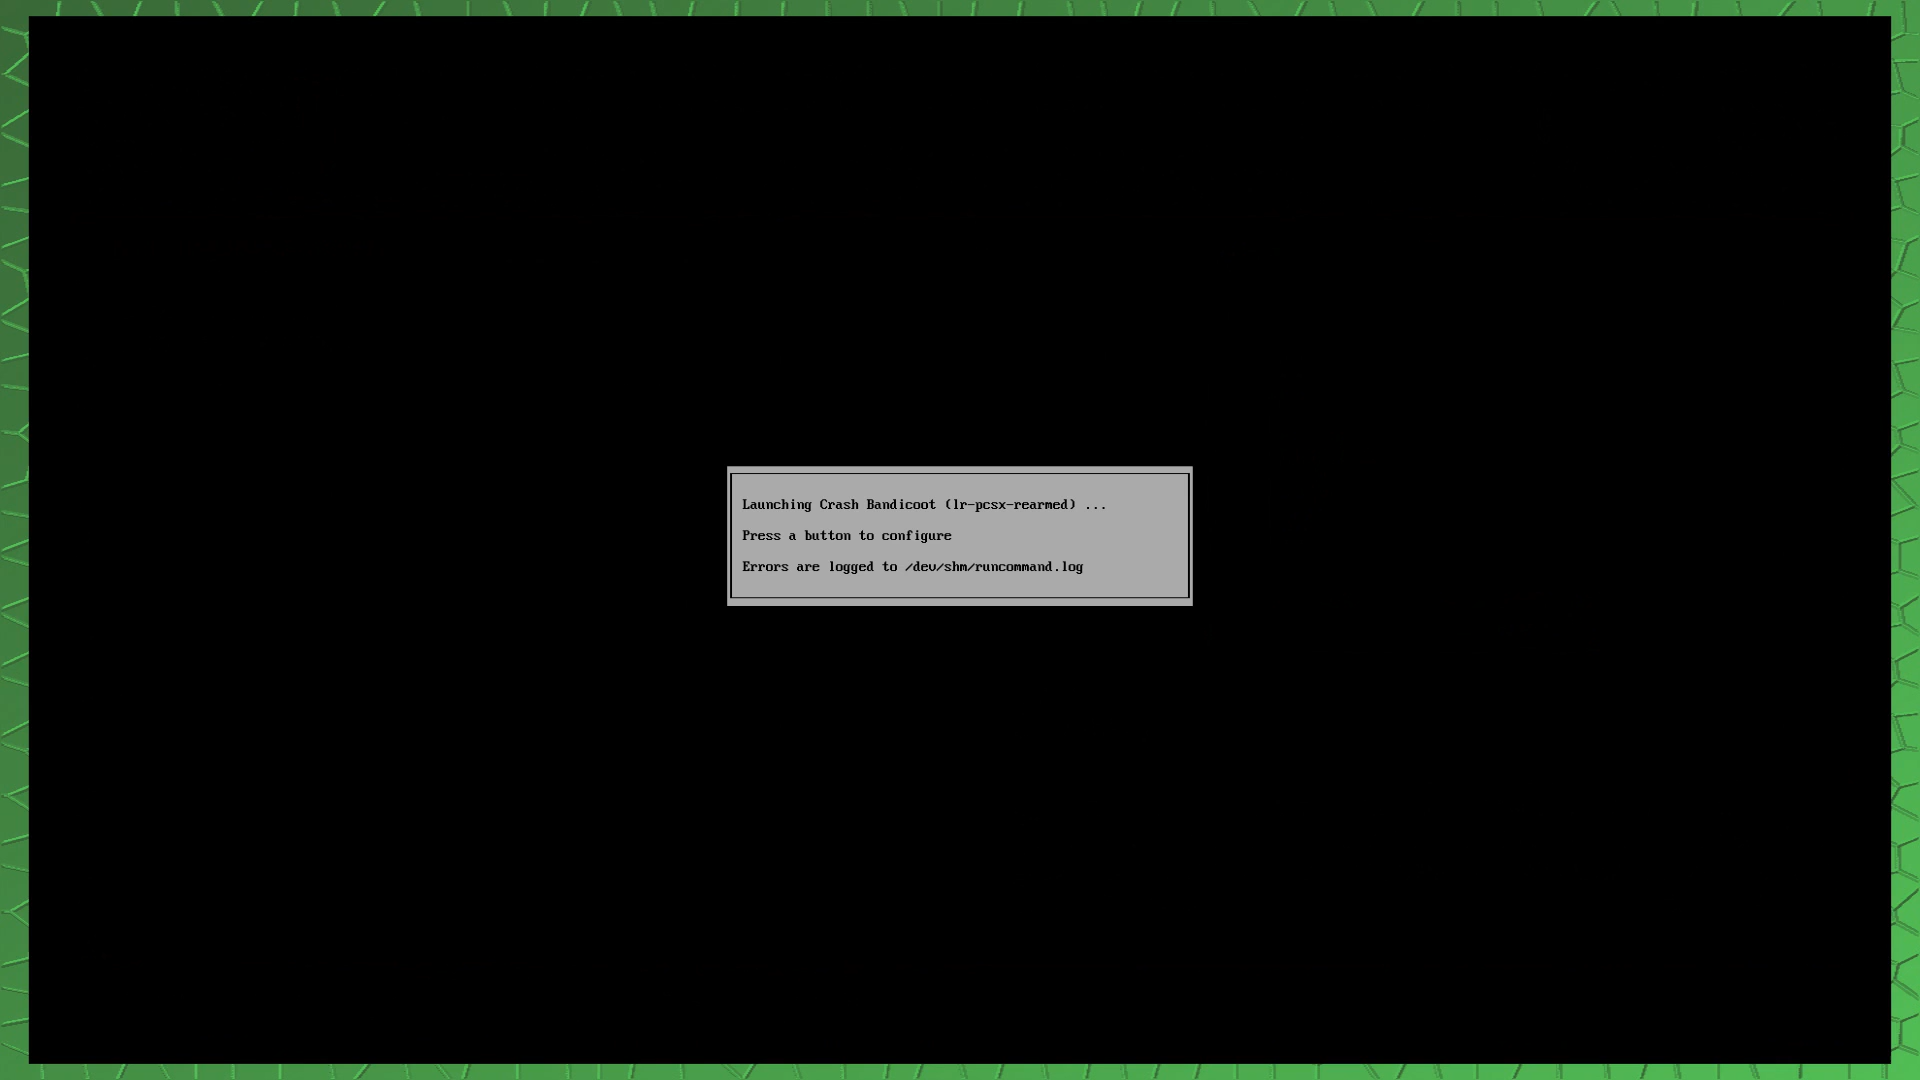 Launching Crash Bandicoot (lr-pcsx-rearmed) ...
Press a button to configure
Errors are logged to /dev/shm/runcommand.log